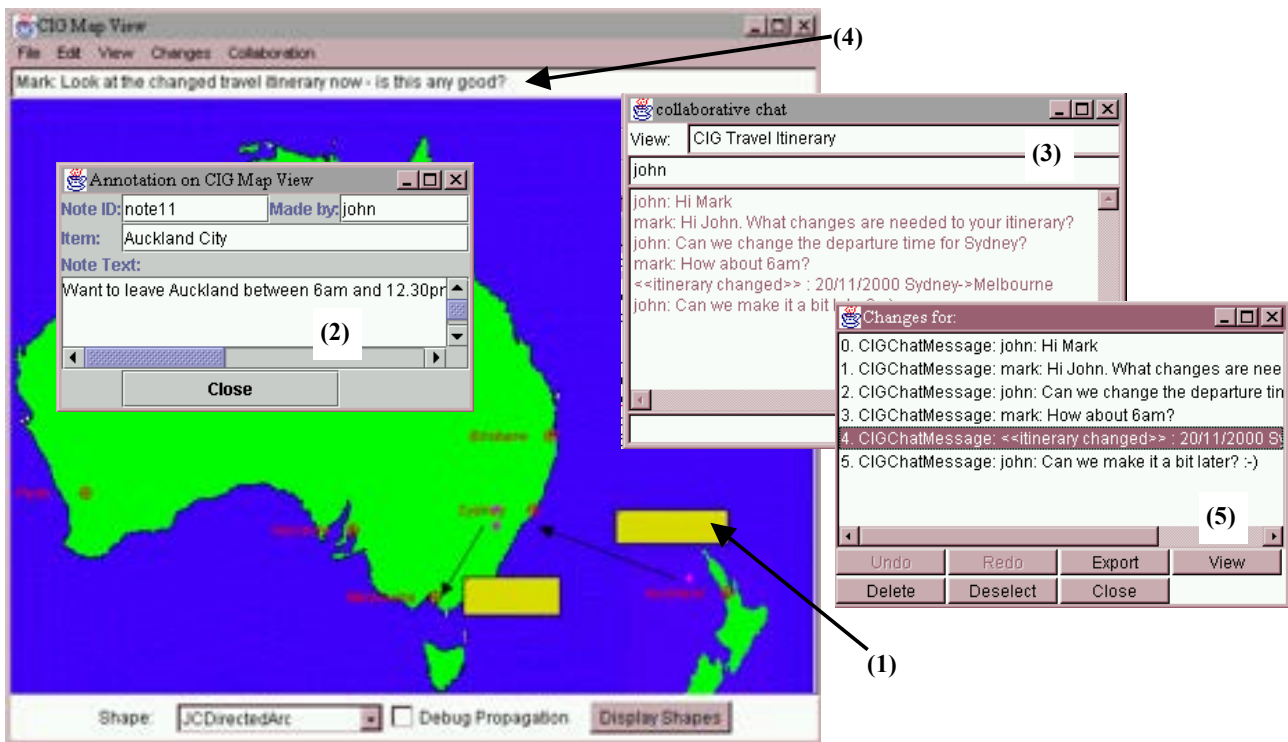 CIG Map View
File Edit View Changes Collaboration
Mark: Look at the changed travel itinerary now - is this any good?
(4)
Annotation on CIG Map View
Note ID: note11 Made by: john
Item: Auckland City
Note Text:
Want to leave Auckland between 6am and 12.30pr
(2)
Close
collaborative chat
View: CIG Travel Itinerary
(3)
john
john: Hi Mark
mark: Hi John. What changes are needed to your itinerary?
john: Can we change the departure time for Sydney?
mark: How about 6am?
<<itinerary changed>> : 20/11/2000 Sydney->Melbourne
john: Can we make it a bit
Changes for:
0. CIGChatMessage: john: Hi Mark
1. CIGChatMessage: mark: Hi John. What changes are nee
2. CIGChatMessage: john: Can we change the departure tin
3. CIGChatMessage: mark: How about 6am?
4. CIGChatMessage: <<itinerary changed>> : 20/11/2000 Sy
5. CIGChatMessage: john: Can we make it a bit later? :-)
(5)
Undo Redo Export View
Delete Deselect Close
Brisbane
Perth
Sydney
Melbourne
(1)
Shape: JCDirectedArc Debug Propagation Display Shapes